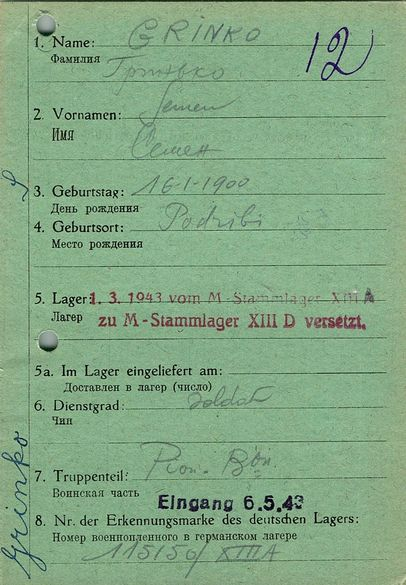 1. Name: GRINKO
12
Фамилия Гринько
2. Vornamen: Semen
Имя Семен
3. Geburtstag: 16-1-1900
День рождения
4. Geburtsort: Podribi
Место рождения
5. Lager: 1. 3. 1943 vom M-Stammlager XIII A
Лагер zu M-Stammlager XIII D versetzt.
5a. Im Lager eingeliefert am:
Доставлен в лагер (число)
6. Dienstgrad: Soldat
Чин
7. Truppenteil: Pion. Btn.
Воинская часть Eingang 6.5.43
8. Nr. der Erkennungsmarke des deutschen Lagers:
Номер военнопленного в германском лагере
115150/XIIIA
Grinko S